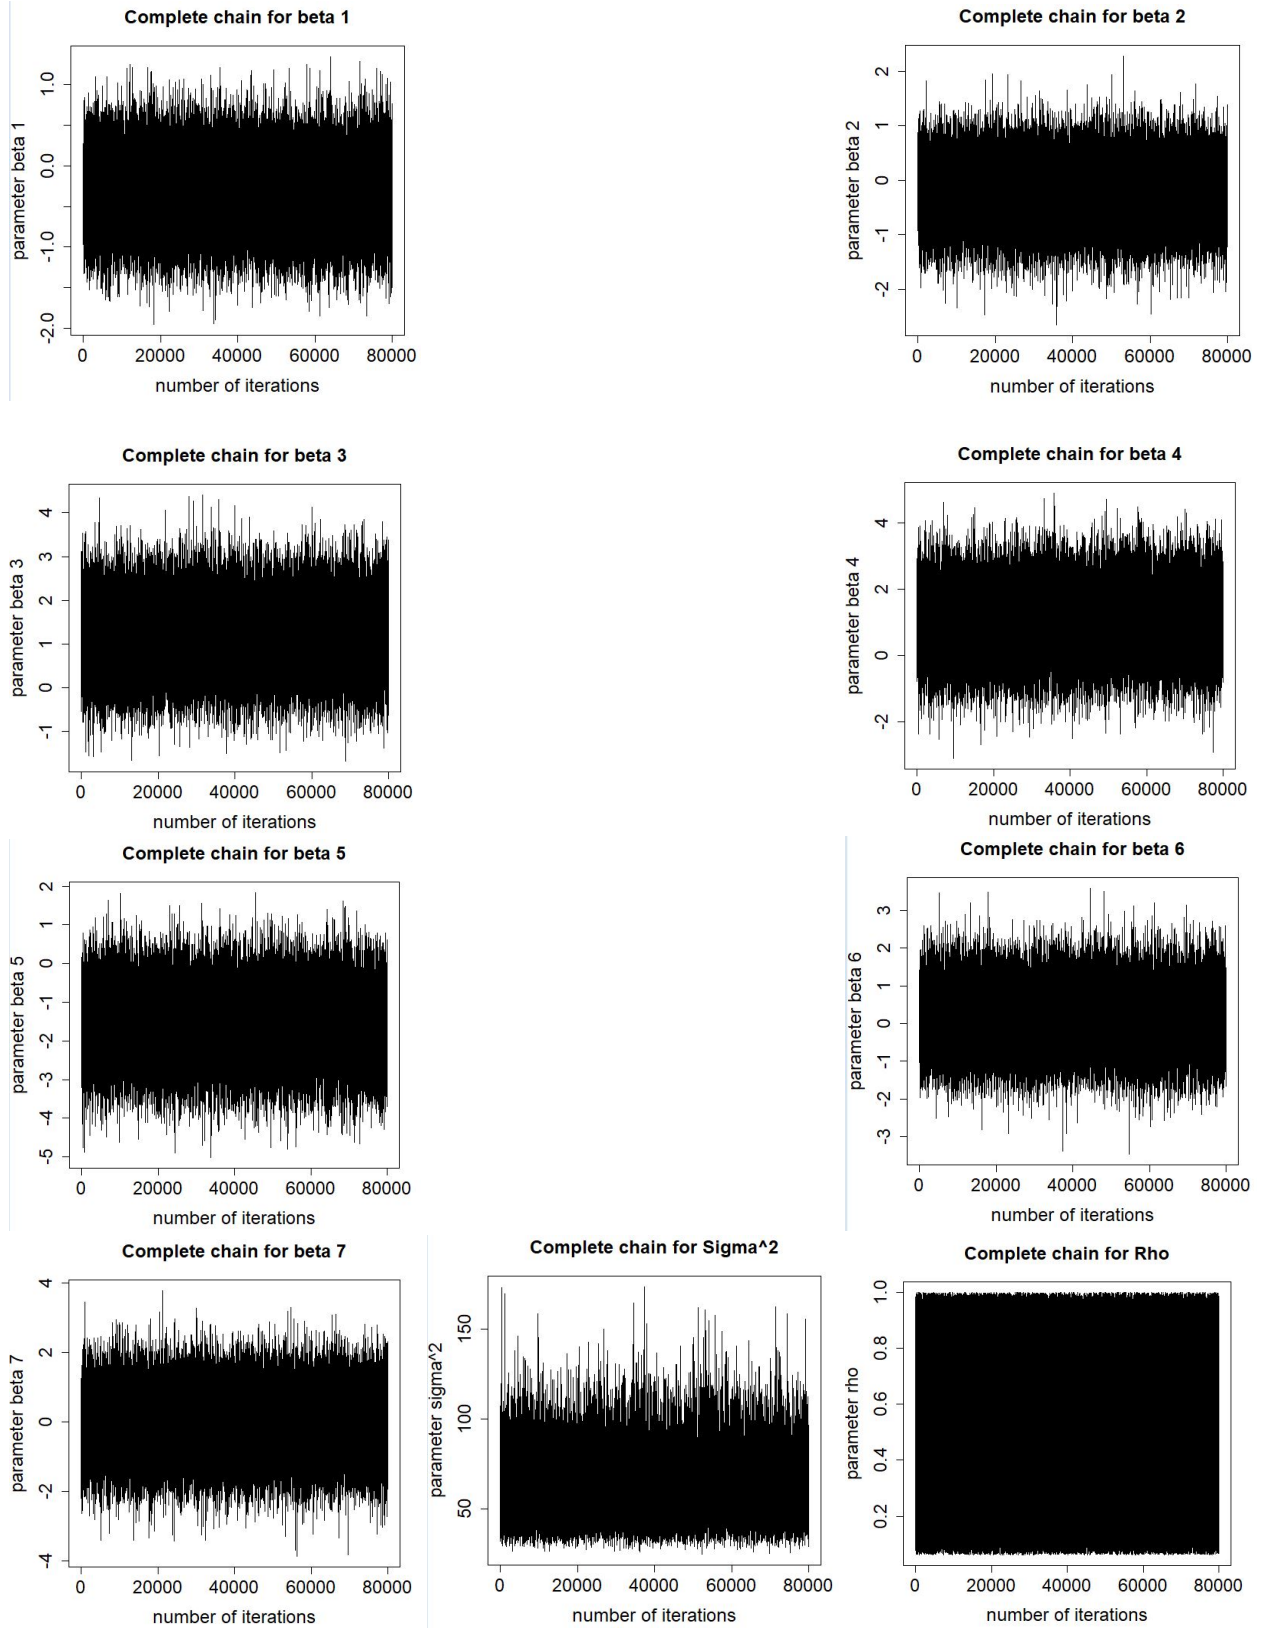 Complete chain for beta 1
parameter beta 1
1.0
0.0
-1.0
-2.0
0 20000 40000 60000 80000
number of iterations
Complete chain for beta 2
parameter beta 2
2
1
0
-1
-2
0 20000 40000 60000 80000
number of iterations
Complete chain for beta 3
parameter beta 3
4
3
2
1
0
-1
0 20000 40000 60000 80000
number of iterations
Complete chain for beta 4
parameter beta 4
4
2
0
-2
0 20000 40000 60000 80000
number of iterations
Complete chain for beta 5
parameter beta 5
2
1
0
-1
-2
-3
-4
-5
0 20000 40000 60000 80000
number of iterations
Complete chain for beta 6
parameter beta 6
3
2
1
0
-1
-2
-3
0 20000 40000 60000 80000
number of iterations
Complete chain for beta 7
parameter beta 7
4
2
0
-2
-4
0 20000 40000 60000 80000
number of iterations
Complete chain for Sigma^2
parameter sigma^2
150
100
50
0 20000 40000 60000 80000
number of iterations
Complete chain for Rho
parameter rho
1.0
0.8
0.6
0.4
0.2
0 20000 40000 60000 80000
number of iterations